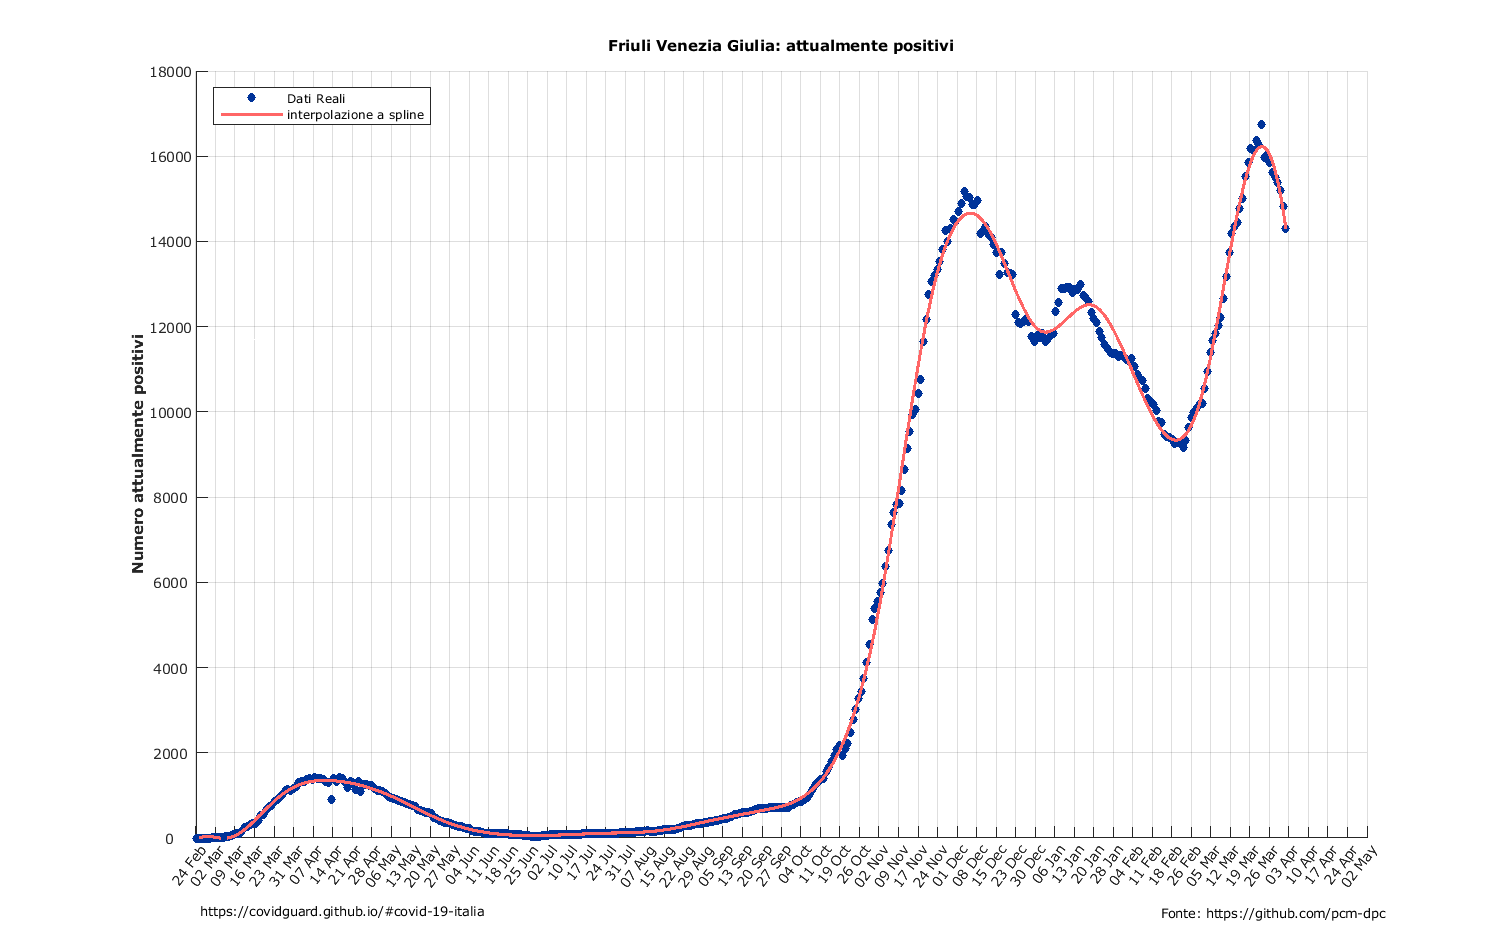 Friuli Venezia Giulia: attualmente positivi
18000
16000
14000
12000
10000
8000
6000
4000
2000
0
Numero attualmente positivi
Dati Reali
interpolazione a spline
24 Feb
02 Mar
09 Mar
16 Mar
23 Mar
31 Mar
07 Apr
14 Apr
21 Apr
28 Apr
06 May
13 May
20 May
27 May
04 Jun
11 Jun
18 Jun
25 Jun
02 Jul
10 Jul
17 Jul
24 Jul
31 Jul
07 Aug
15 Aug
22 Aug
29 Aug
05 Sep
13 Sep
20 Sep
27 Sep
04 Oct
11 Oct
19 Oct
26 Oct
02 Nov
09 Nov
17 Nov
24 Nov
01 Dec
08 Dec
15 Dec
23 Dec
30 Dec
06 Jan
13 Jan
20 Jan
28 Jan
04 Feb
11 Feb
18 Feb
26 Feb
05 Mar
12 Mar
19 Mar
26 Mar
03 Apr
10 Apr
17 Apr
24 Apr
02 May
https://covidguard.github.io/#covid-19-italia
Fonte: https://github.com/pcm-dpc